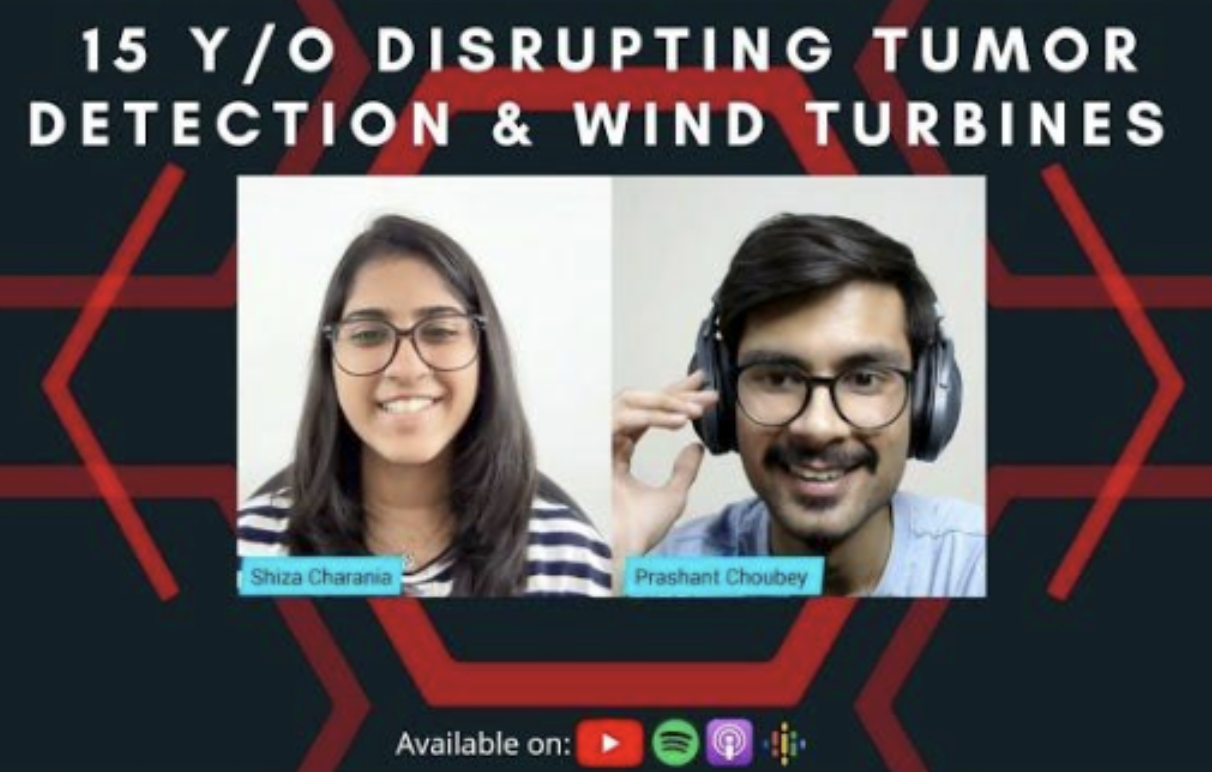 15 Y/O DISRUPTING TUMOR
DETECTION & WIND TURBINES
Shiza Charania
Prashant Choubey
Available on: